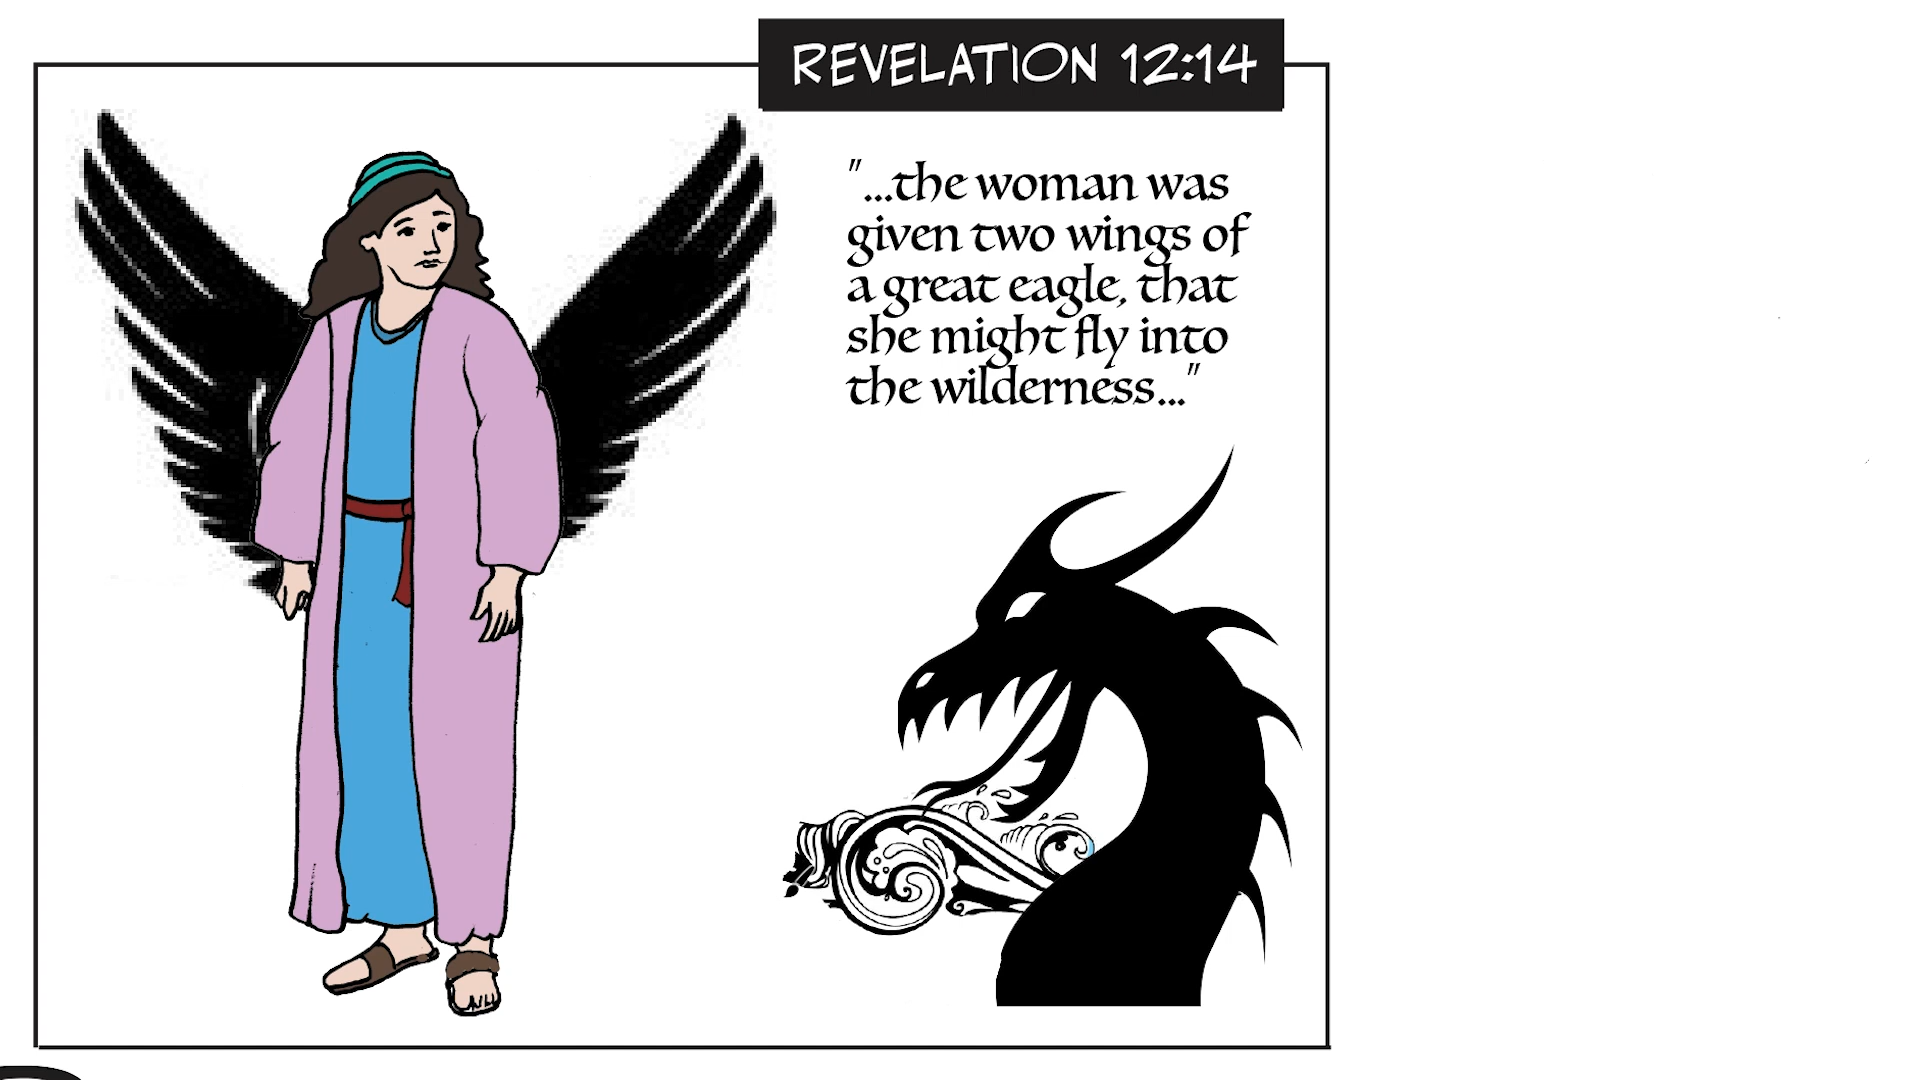 REVELATION 12:14
"...the woman was
given two wings of
a great eagle, that
she might fly into
the wilderness..."